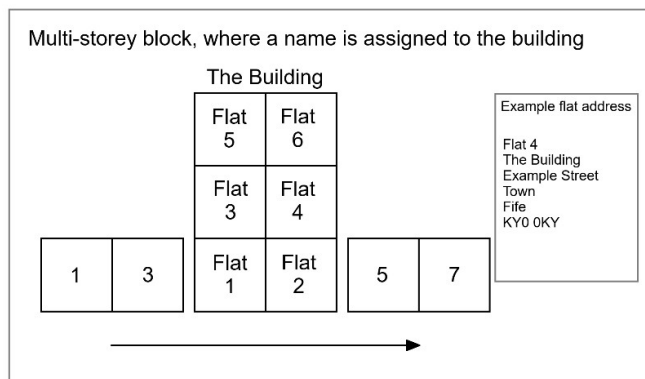 Multi-storey block, where a name is assigned to the building
The Building
Flat
5
Flat
6
Flat
3
Flat
4
1
3
Flat
1
Flat
2
5
7
Example flat address
Flat 4
The Building
Example Street
Town
Fife
KY0 0KY